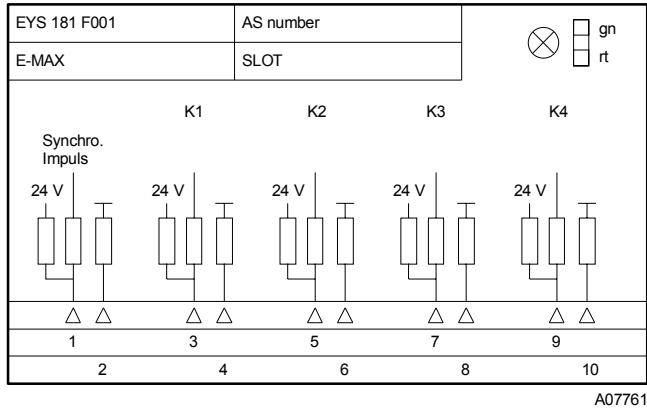 EYS 181 F001 AS number
gn
E-MAX SLOT
rt
K1 K2 K3 K4
Synchro.
Impuls
24 V 24 V 24 V 24 V 24 V
1 3 5 7 9
2 4 6 8 10
A07761